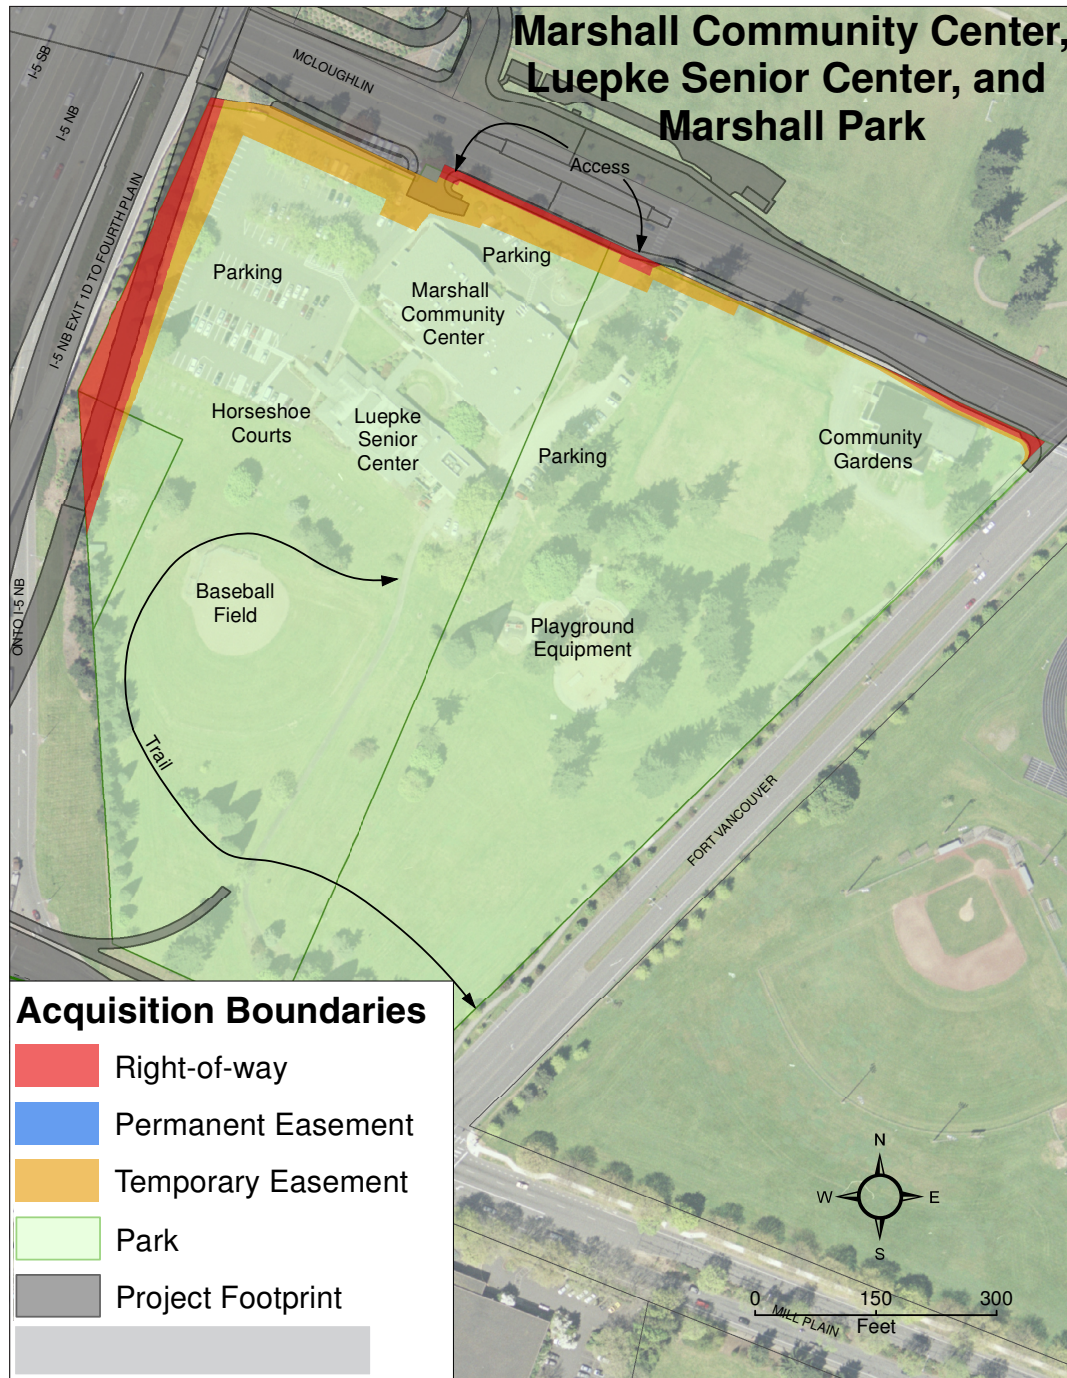 Marshall Community Center,
Luepke Senior Center, and
Marshall Park
I-5 SB
I-5 NB
MCLOUGHLIN
Access
I-5 NB EXIT 1D TO FOURTH PLAIN
Parking
Parking
Marshall
Community
Center
Horseshoe
Courts
Luepke
Senior
Center
Parking
Community
Gardens
ONTO I-5 NB
Baseball
Field
Playground
Equipment
Trail
FORT VANCOUVER
Acquisition Boundaries
Right-of-way
Permanent Easement
Temporary Easement
Park
Project Footprint
N
W
E
S
0 150 300
Feet
MILL PLAIN